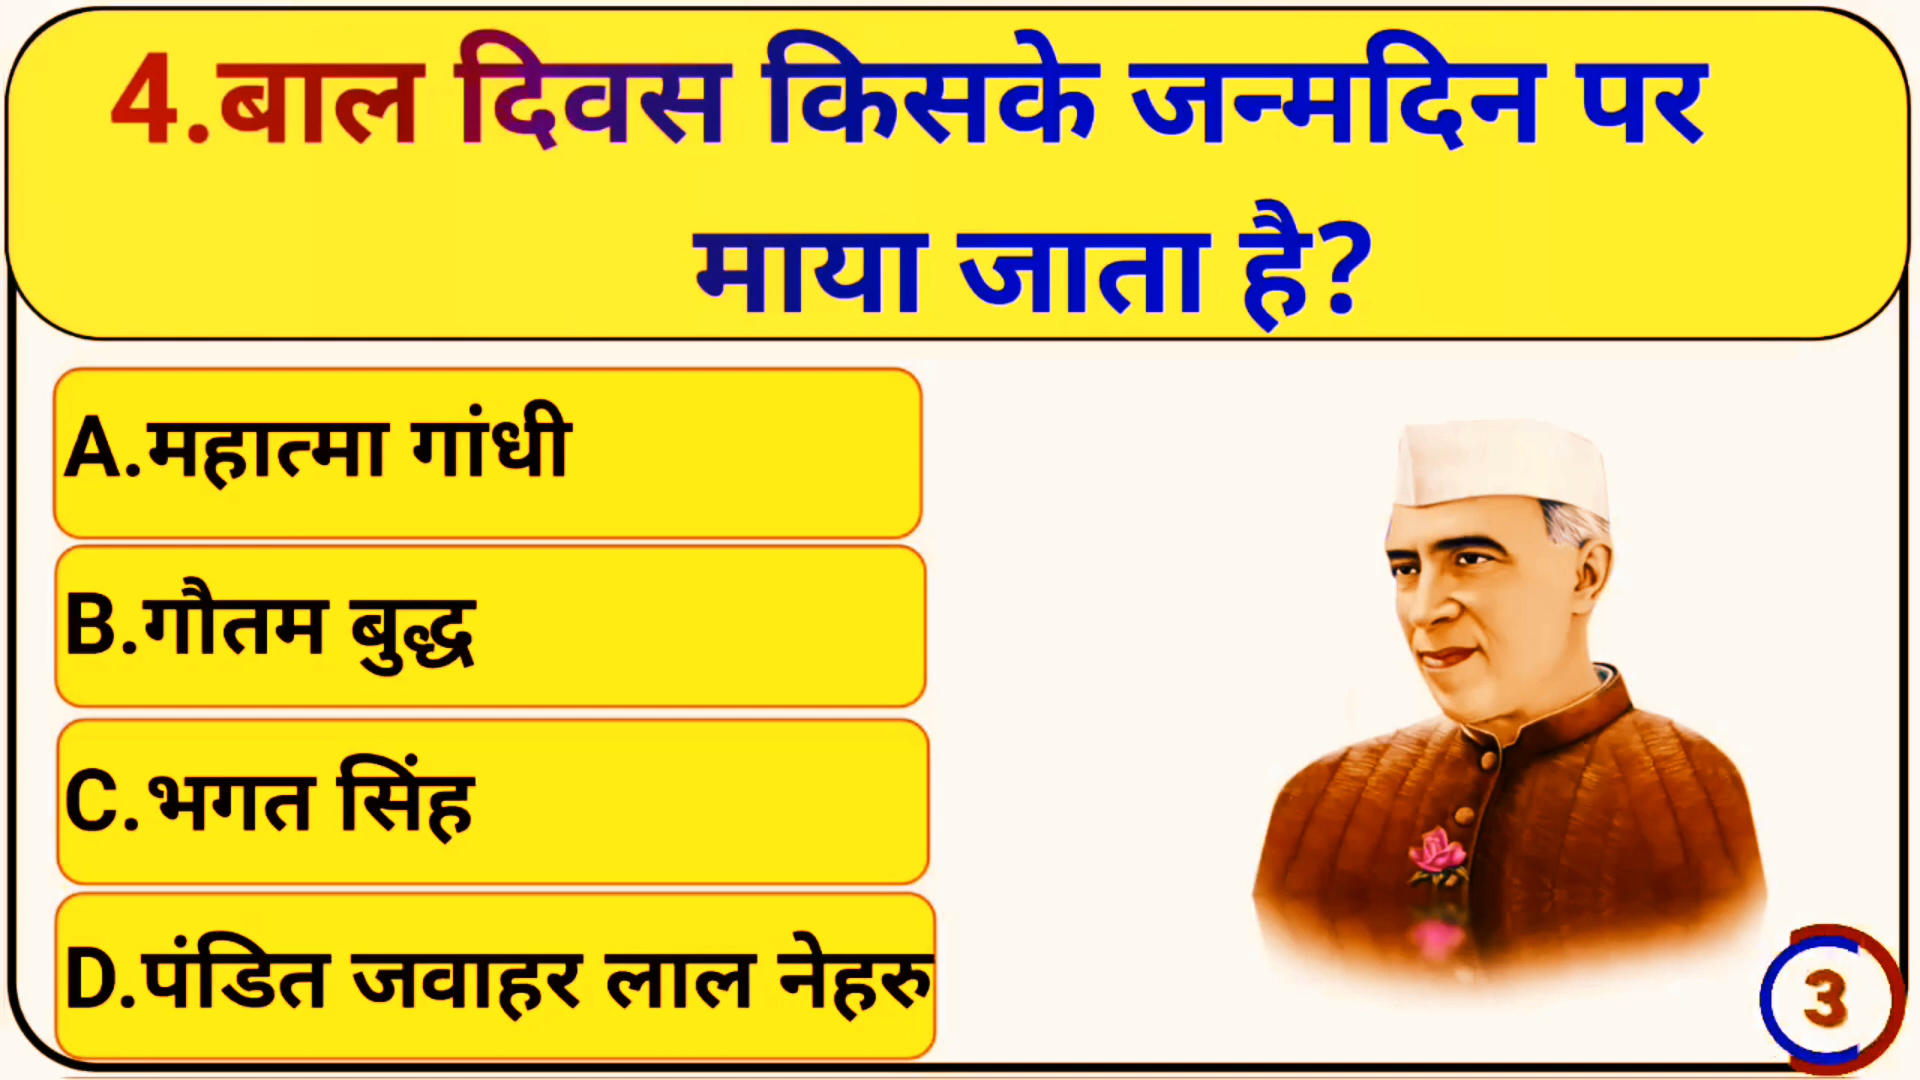 4.बाल दिवस किसके जन्मदिन पर
माया जाता है?
A.महात्मा गांधी
B.गौतम बुद्ध
C.भगत सिंह
D.पंडित जवाहर लाल नेहरु
3